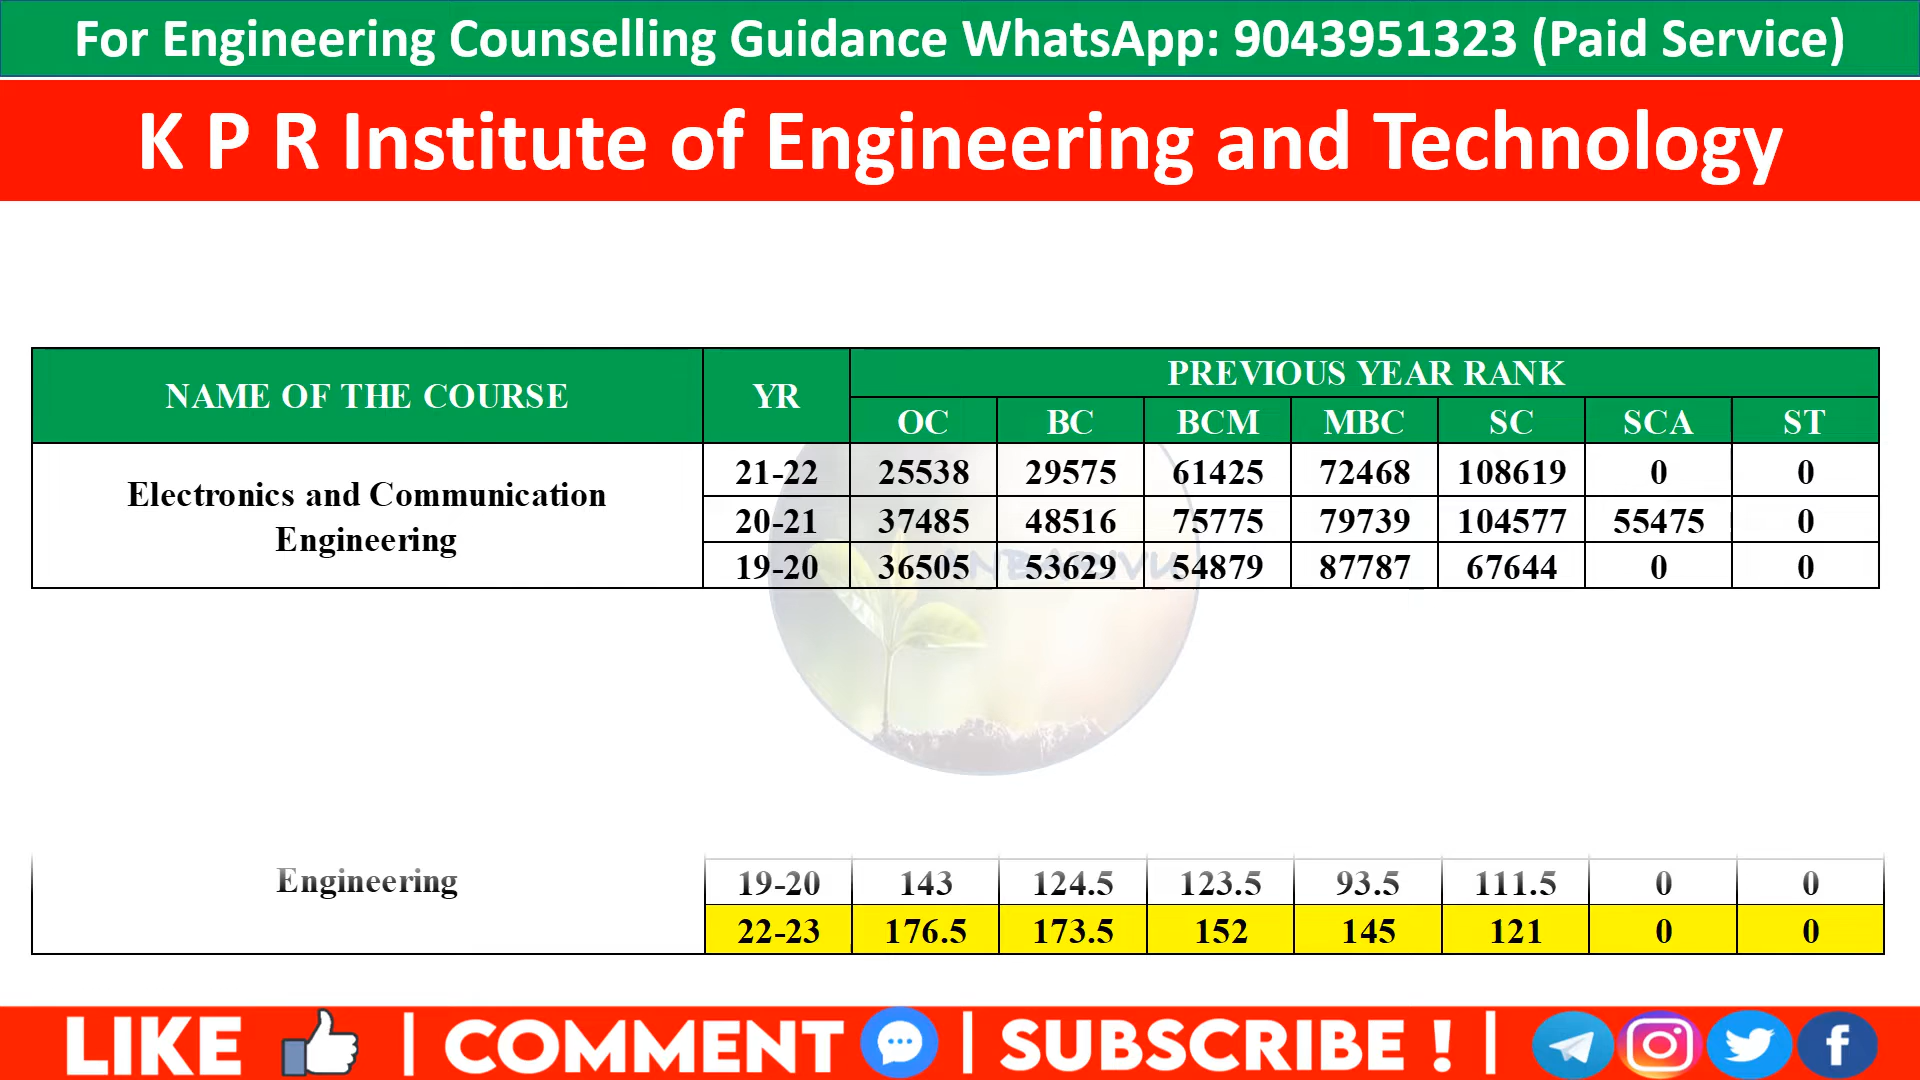 For Engineering Counselling Guidance WhatsApp: 9043951323 (Paid Service)
K P R Institute of Engineering and Technology
NAME OF THE COURSE YR PREVIOUS YEAR RANK
OC BC BCM MBC SC SCA ST
Electronics and Communication Engineering
21-22 25538 29575 61425 72468 108619 0 0
20-21 37485 48516 75775 79739 104577 55475 0
19-20 36505 53629 54879 87787 67644 0 0
Engineering
19-20 143 124.5 123.5 93.5 111.5 0 0
22-23 176.5 173.5 152 145 121 0 0
LIKE | COMMENT | SUBSCRIBE ! |